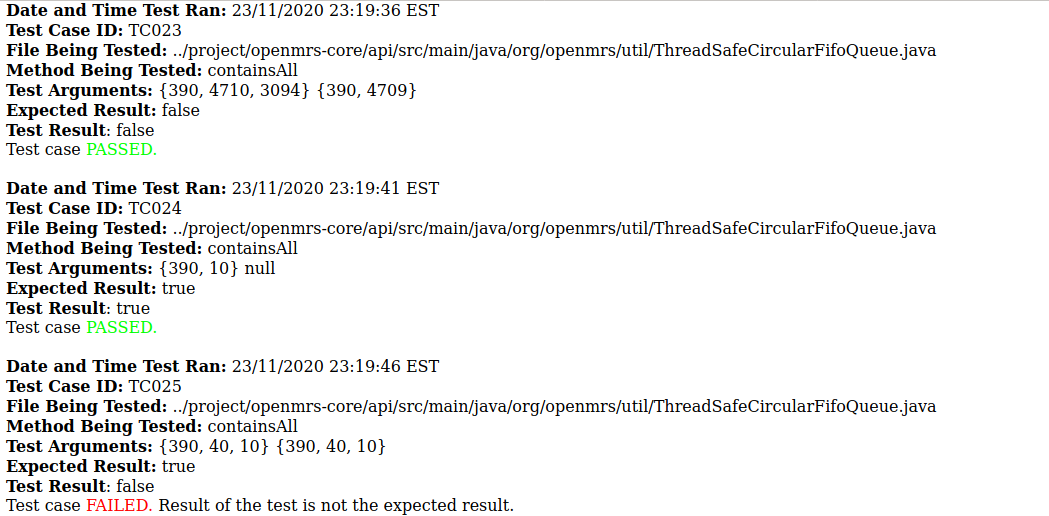 Date and Time Test Ran: 23/11/2020 23:19:36 EST
Test Case ID: TC023
File Being Tested: ../project/openmrs-core/api/src/main/java/org/openmrs/util/ThreadSafeCircularFifoQueue.java
Method Being Tested: containsAll
Test Arguments: {390, 4710, 3094} {390, 4709}
Expected Result: false
Test Result: false
Test case PASSED.
Date and Time Test Ran: 23/11/2020 23:19:41 EST
Test Case ID: TC024
File Being Tested: ../project/openmrs-core/api/src/main/java/org/openmrs/util/ThreadSafeCircularFifoQueue.java
Method Being Tested: containsAll
Test Arguments: {390, 10} null
Expected Result: true
Test Result: true
Test case PASSED.
Date and Time Test Ran: 23/11/2020 23:19:46 EST
Test Case ID: TC025
File Being Tested: ../project/openmrs-core/api/src/main/java/org/openmrs/util/ThreadSafeCircularFifoQueue.java
Method Being Tested: containsAll
Test Arguments: {390, 40, 10} {390, 40, 10}
Expected Result: true
Test Result: false
Test case FAILED. Result of the test is not the expected result.